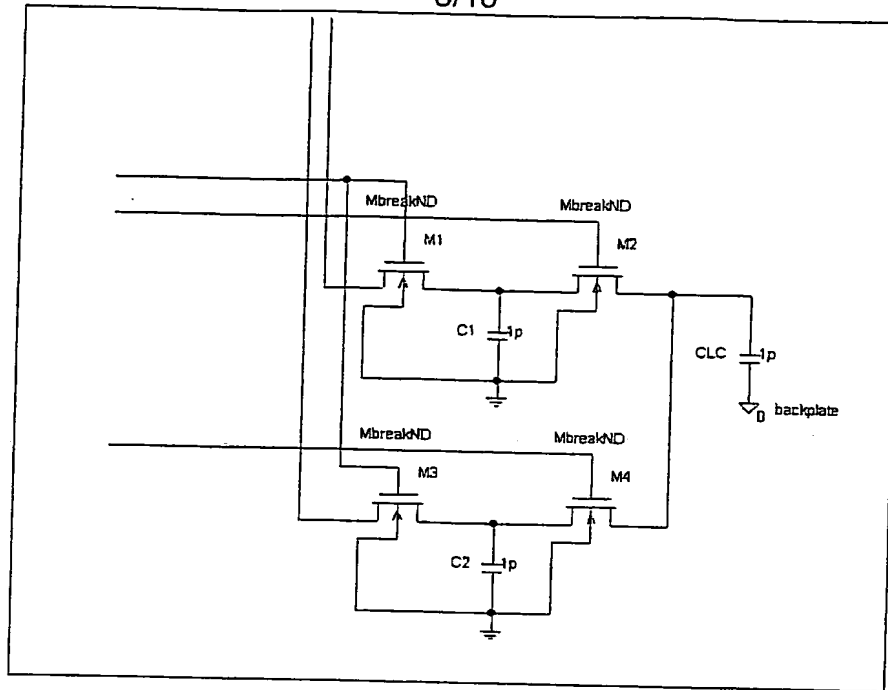 MbreakND
MbreakND
M1
M2
C1
1p
CLC
1p
backplate
MbreakND
MbreakND
M3
M4
C2
1p